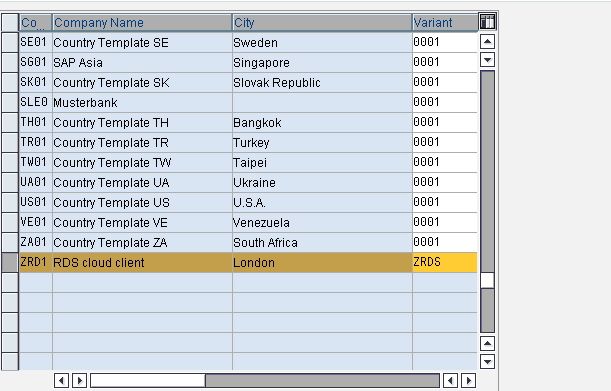 Co.. Company Name City Variant
SE01 Country Template SE Sweden 0001
SG01 SAP Asia Singapore 0001
SK01 Country Template SK Slovak Republic 0001
SLE0 Musterbank 0001
TH01 Country Template TH Bangkok 0001
TR01 Country Template TR Turkey 0001
TW01 Country Template TW Taipei 0001
UA01 Country Template UA Ukraine 0001
US01 Country Template US U.S.A. 0001
VE01 Country Template VE Venezuela 0001
ZA01 Country Template ZA South Africa 0001
ZRD1 RDS cloud client London ZRDS